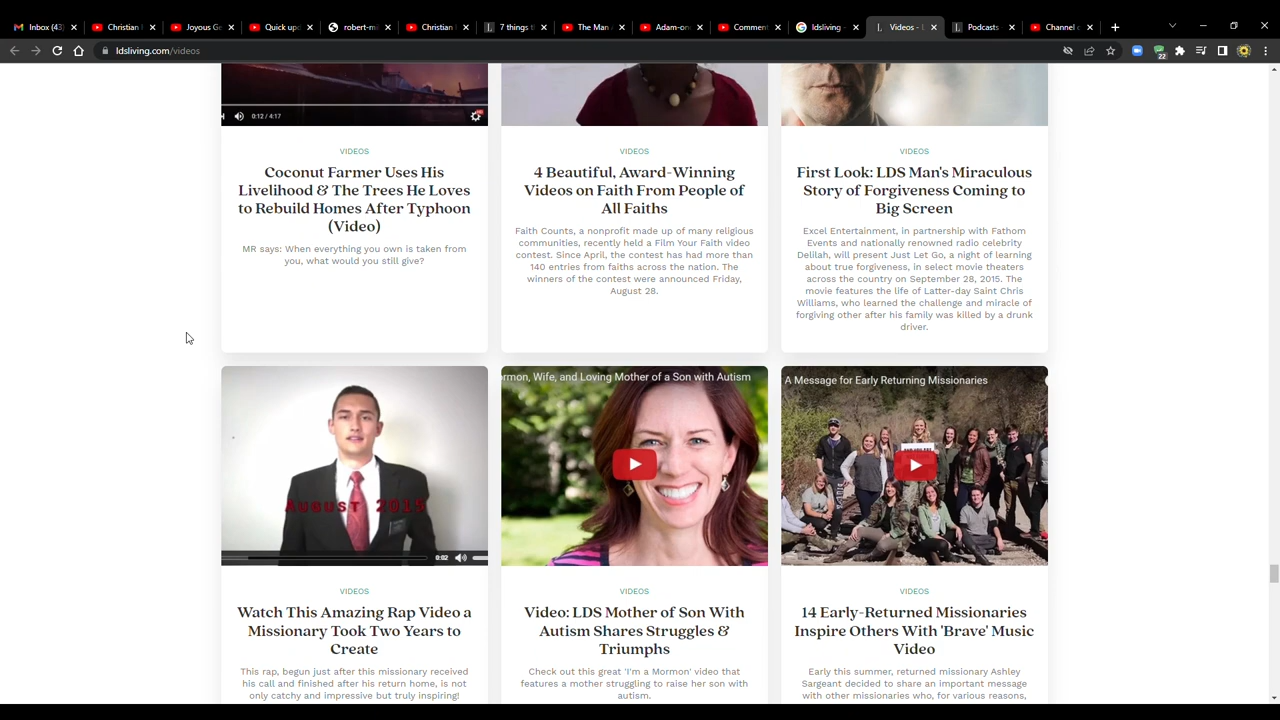 Inbox (43)
Christian
Joyous Ge
Quick upd
robert-mi
Christian
7 things
The Man
Adam-on
Comment
ldsliving
Videos - L
Podcasts
Channel c
ldsliving.com/videos
22
0:12 / 4:17
VIDEOS
Coconut Farmer Uses His
Livelihood & The Trees He Loves
to Rebuild Homes After Typhoon
(Video)
MR says: When everything you own is taken from
you, what would you still give?
VIDEOS
4 Beautiful, Award-Winning
Videos on Faith From People of
All Faiths
Faith Counts, a nonprofit made up of many religious
communities, recently held a Film Your Faith video
contest. Since April, the contest has had more than
140 entries from faiths across the nation. The
winners of the contest were announced Friday,
August 28.
VIDEOS
First Look: LDS Man's Miraculous
Story of Forgiveness Coming to
Big Screen
Excel Entertainment, in partnership with Fathom
Events and nationally renowned radio celebrity
Delilah, will present Just Let Go, a night of learning
about true forgiveness, in select movie theaters
across the country on September 28, 2015. The
movie features the life of Latter-day Saint Chris
Williams, who learned the challenge and miracle of
forgiving other after his family was killed by a drunk
driver.
AUGUST 2015
0:02
VIDEOS
Watch This Amazing Rap Video a
Missionary Took Two Years to
Create
This rap, begun just after this missionary received
his call and finished after his return home, is not
only catchy and impressive but truly inspiring!
rmon, Wife, and Loving Mother of a Son with Autism
VIDEOS
Video: LDS Mother of Son With
Autism Shares Struggles &
Triumphs
Check out this great 'I'm a Mormon' video that
features a mother struggling to raise her son with
autism.
A Message for Early Returning Missionaries
VIDEOS
14 Early-Returned Missionaries
Inspire Others With 'Brave' Music
Video
Early this summer, returned missionary Ashley
Sargeant decided to share an important message
with other missionaries who, for various reasons,